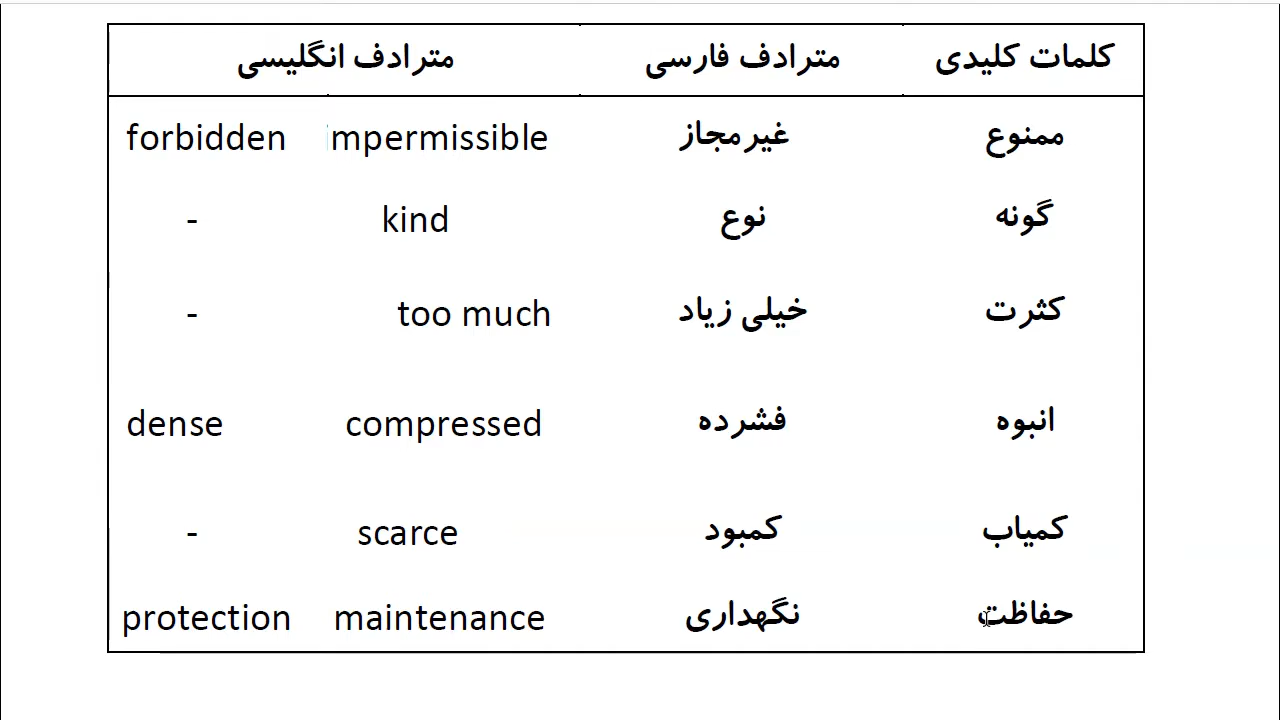 کلمات کلیدی مترادف فارسی مترادف انگلیسی
ممنوع غیرمجاز impermissible forbidden
گونه نوع kind -
کثرت خیلی زیاد too much -
انبوه فشرده compressed dense
کمیاب کمبود scarce -
حفاظت نگهداری maintenance protection